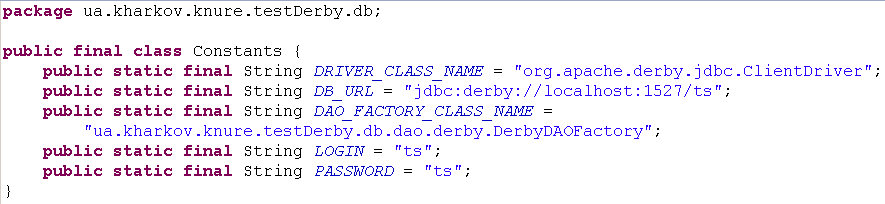 package ua.kharkov.knure.testDerby.db;
public final class Constants {
public static final String DRIVER_CLASS_NAME = "org.apache.derby.jdbc.ClientDriver";
public static final String DB_URL = "jdbc:derby://localhost:1527/ts";
public static final String DAO_FACTORY_CLASS_NAME =
"ua.kharkov.knure.testDerby.db.dao.derby.DerbyDAOFactory";
public static final String LOGIN = "ts";
public static final String PASSWORD = "ts";
}